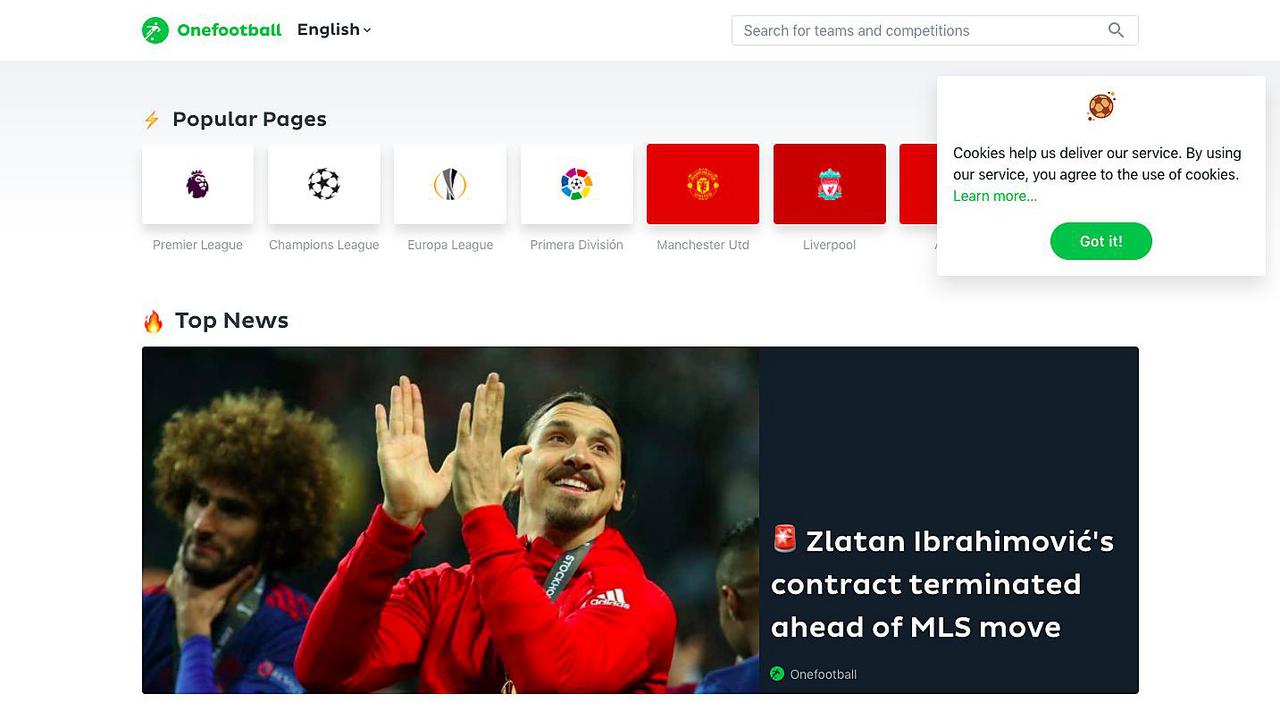 Onefootball English
Search for teams and competitions
Popular Pages
Premier League
Champions League
Europa League
Primera División
Manchester Utd
Liverpool
Cookies help us deliver our service. By using
our service, you agree to the use of cookies.
Learn more...
Got it!
Top News
adidas
Zlatan Ibrahimović's
contract terminated
ahead of MLS move
Onefootball